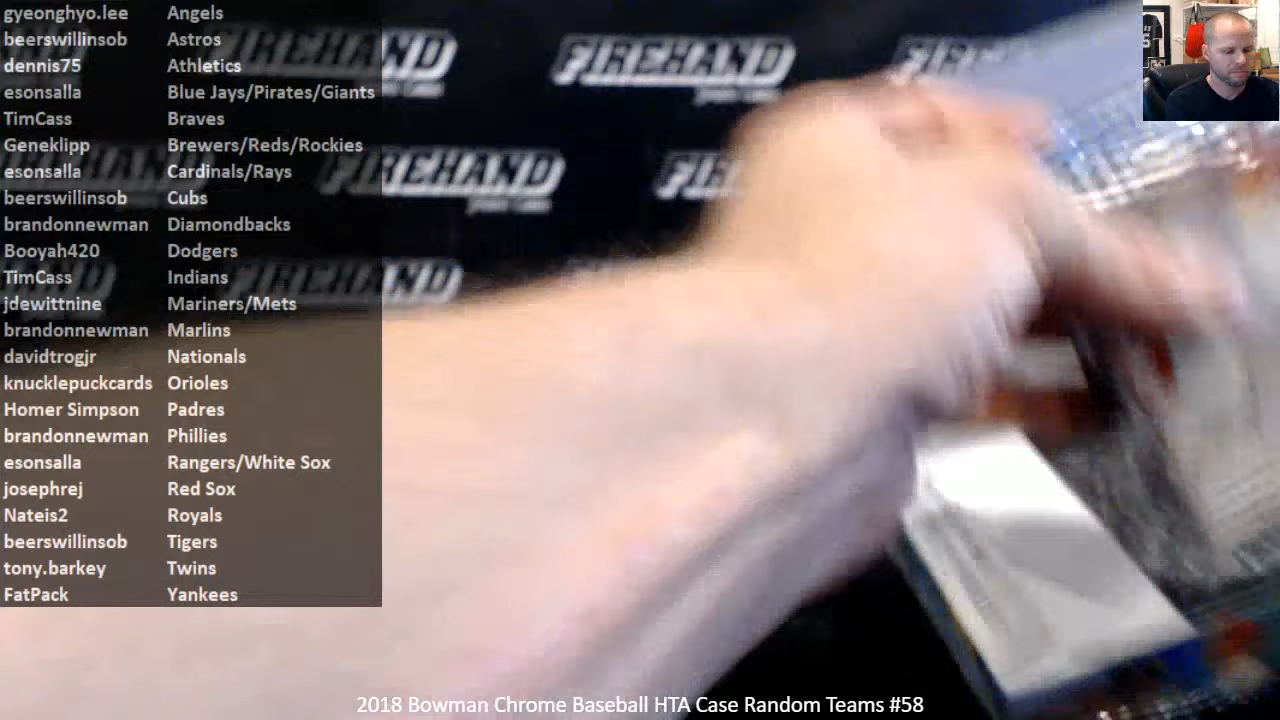 gyeonghyo.lee Angels
beerswillinsob Astros
dennis75 Athletics
esonsalla Blue Jays/Pirates/Giants
TimCass Braves
Geneklipp Brewers/Reds/Rockies
esonsalla Cardinals/Rays
beerswillinsob Cubs
brandonnewman Diamondbacks
Booyah420 Dodgers
TimCass Indians
jdewittnine Mariners/Mets
brandonnewman Marlins
davidtrogjr Nationals
knucklepuckcards Orioles
Homer Simpson Padres
brandonnewman Phillies
esonsalla Rangers/White Sox
josephrej Red Sox
Nateis2 Royals
beerswillinsob Tigers
tony.barkey Twins
FatPack Yankees
FIREHAND FIREHAND FIREHAND
FIREHAND FIR
FIREHAND
2018 Bowman Chrome Baseball HTA Case Random Teams #58